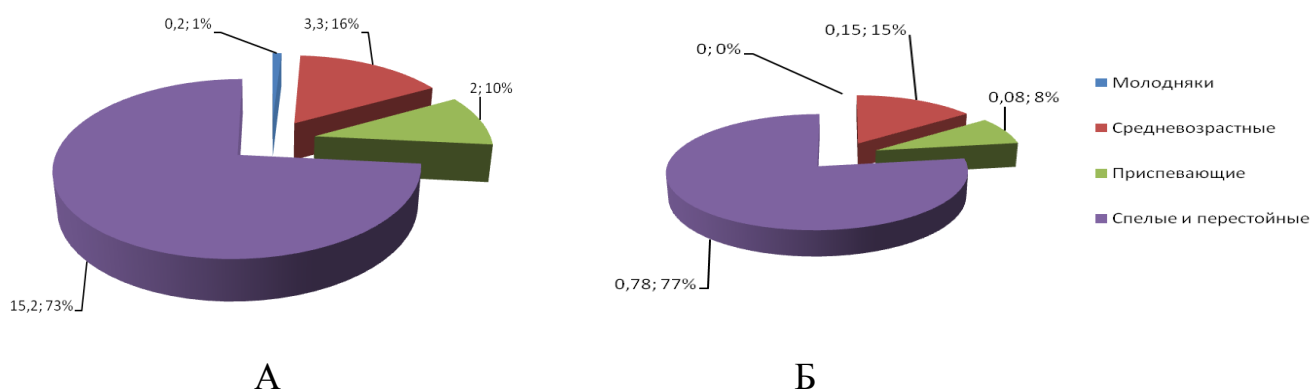 0,2; 1%
3,3; 16%
2; 10%
15,2; 73%
А
0; 0%
0,15; 15%
0,08; 8%
0,78; 77%
Б
Молодняки
Средневозрастные
Приспевающие
Спелые и перестойные